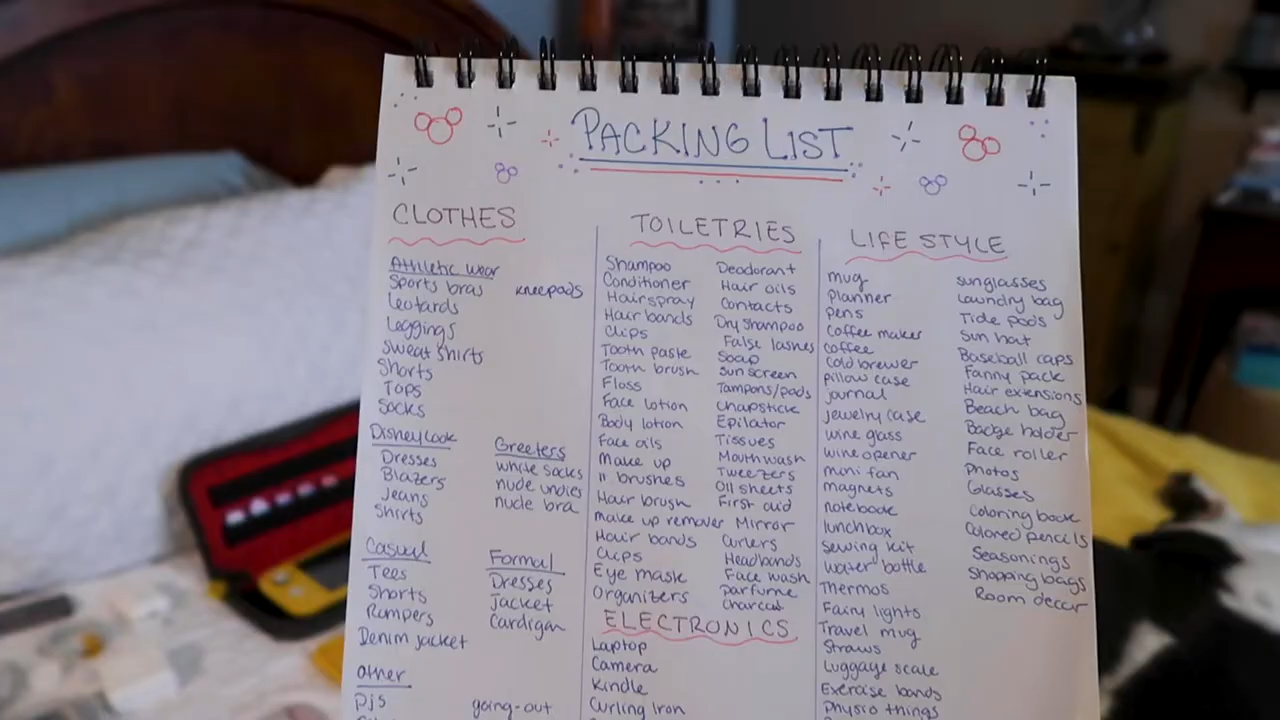 PACKING LIST
CLOTHES
Athletic wear
Sports bras
kneepads
Leotards
Leggings
Sweatshirts
Shorts
Tops
Socks
Disney Look
Dresses
Blazers
Jeans
Shirts
Greeters
white socks
nude undies
nude bra
Casual
Tees
Shorts
Rompers
Denim jacket
Formal
Dresses
Jacket
Cardigan
other
Pjs
going-out
TOILETRIES
Shampoo
Conditioner
Hairspray
Hair bands
Clips
Tooth paste
Tooth brush
Floss
Face lotion
Body lotion
Face oils
Make up
" brushes
Hair brush
make up remover
Hair bands
Clips
Eye mask
Organizers
Deodorant
Hair oils
Contacts
Dry shampoo
False lashes
Soap
Sunscreen
Tampons/pads
Chapstick
Epilator
Tissues
Mouthwash
Tweezers
Oil sheets
First aid
Mirror
Curlers
Headbands
Face wash
parfume
Charcoal
ELECTRONICS
Laptop
Camera
Kindle
Curling Iron
LIFE STYLE
mug
Planner
pens
Coffee maker
coffee
cold brewer
pillow case
journal
jewelry case
wine glass
wine opener
mini fan
magnets
notebook
lunchbox
sewing kit
water bottle
Thermos
Fairy lights
Travel mug
Straws
Luggage scale
Exercise bands
Physio things
sunglasses
Laundry bag
Tide pods
Sun hat
Baseball caps
Fanny pack
Hair extensions
Beach bag
Badge holder
Face roller
Photos
Glasses
Coloring book
Colored pencils
Seasonings
Shopping bags
Room decor